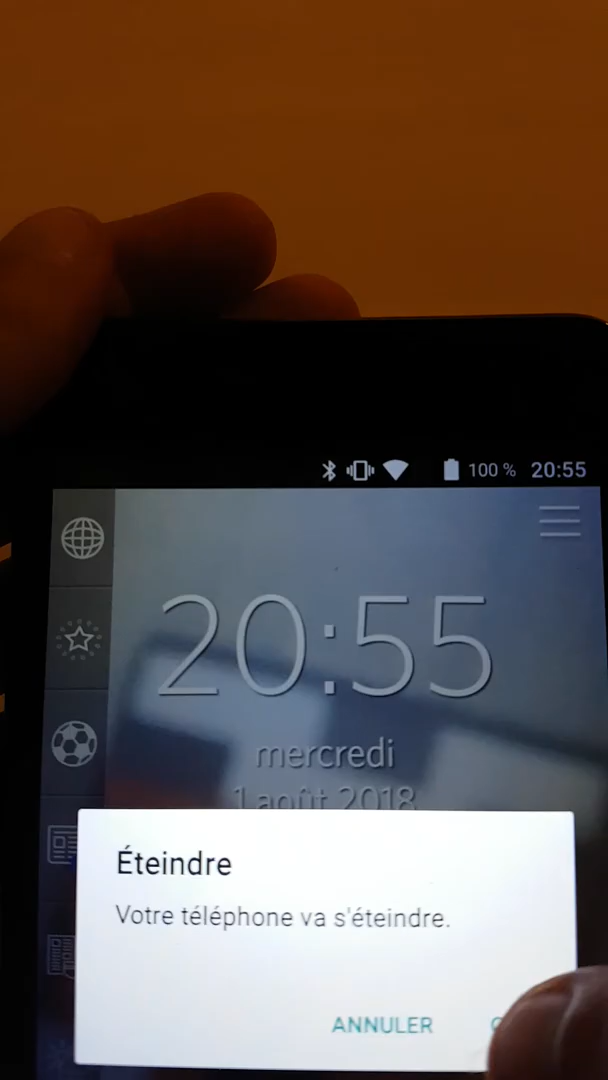 100 % 20:55
20:55
mercredi
1 août 2018
Éteindre
Votre téléphone va s'éteindre.
ANNULER